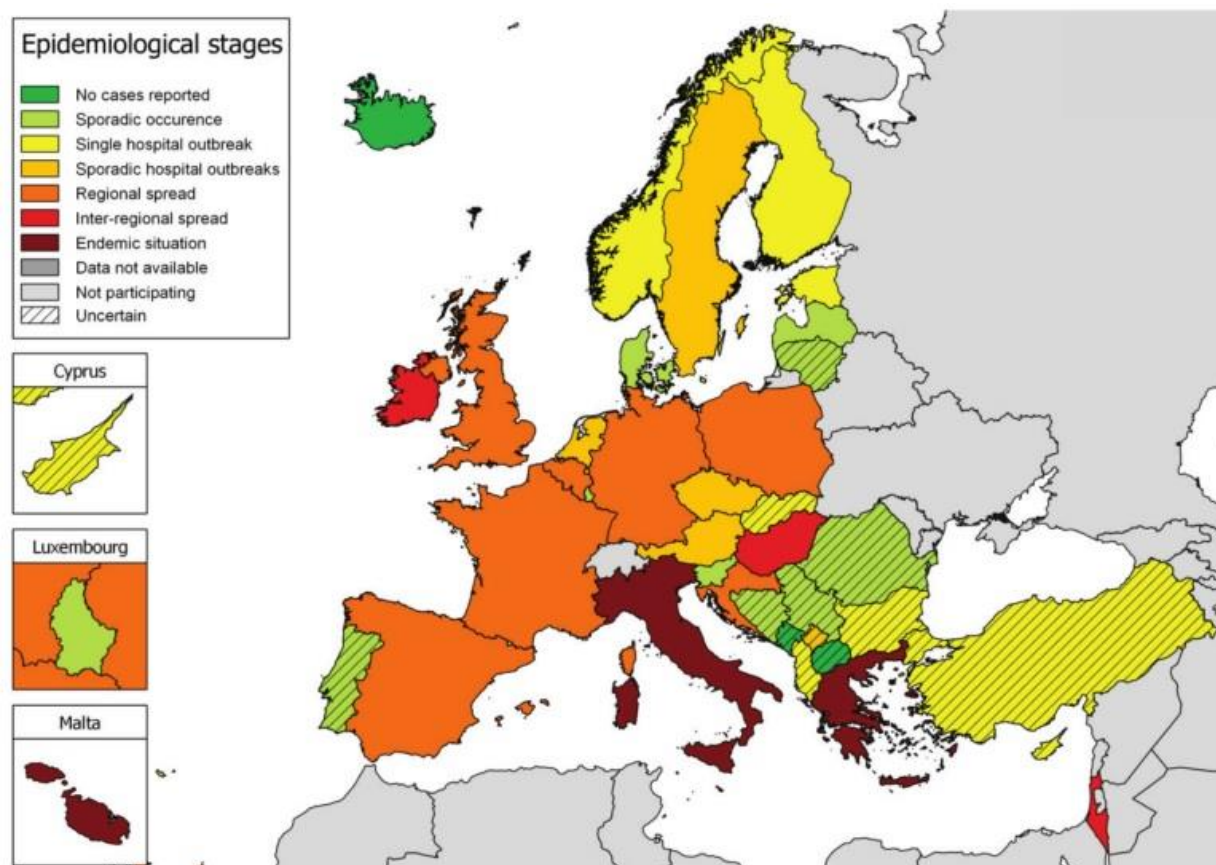 Epidemiological stages
No cases reported
Sporadic occurence
Single hospital outbreak
Sporadic hospital outbreaks
Regional spread
Inter-regional spread
Endemic situation
Data not available
Not participating
Uncertain
Cyprus
Luxembourg
Malta